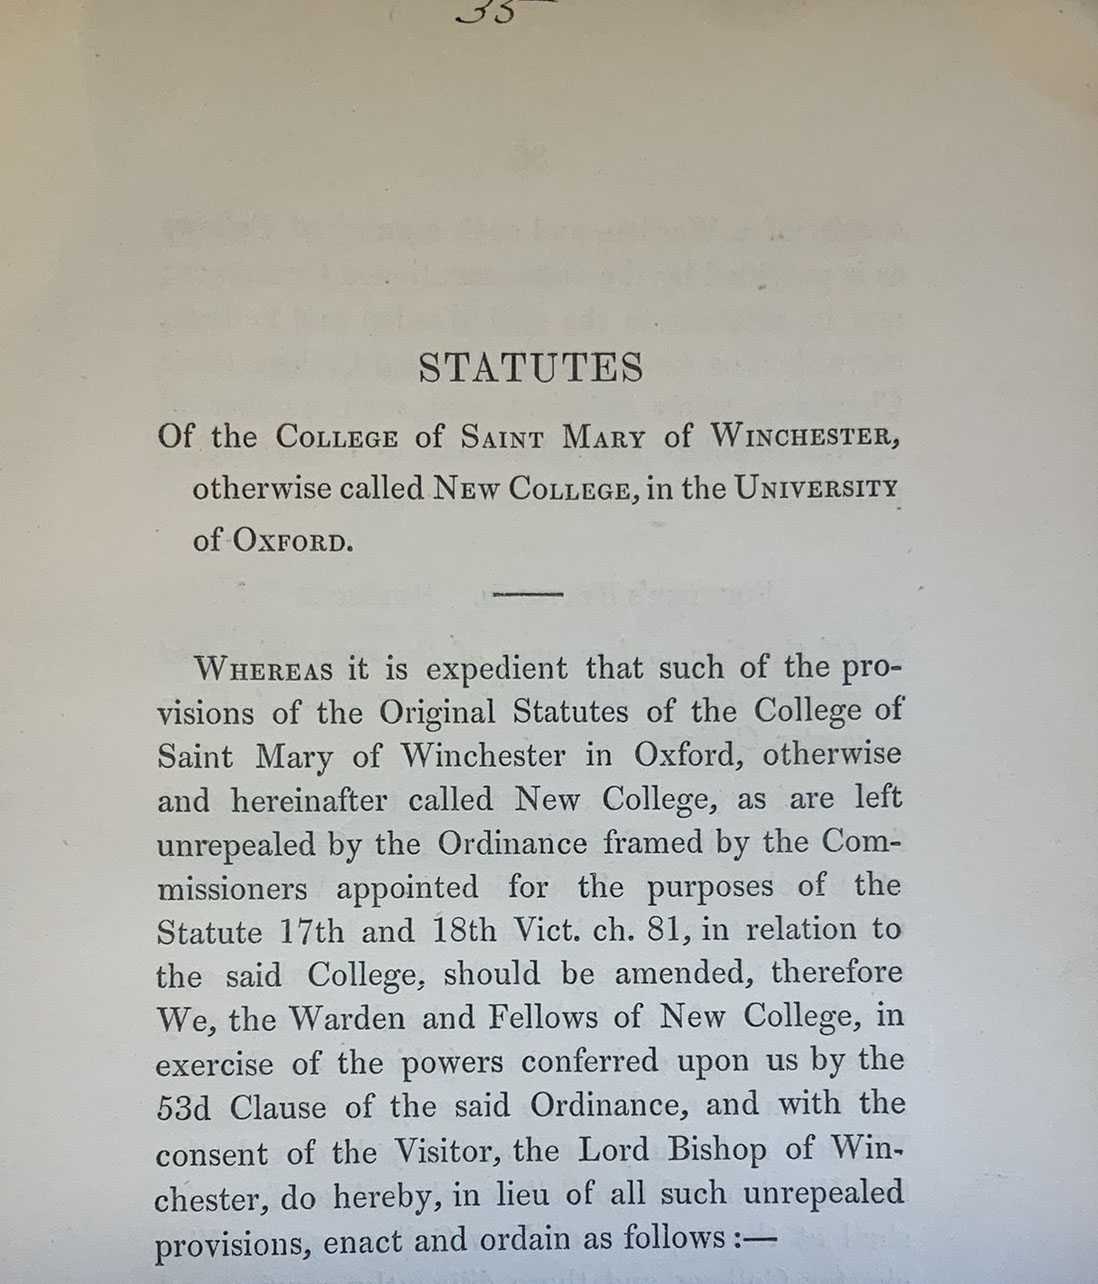 35
STATUTES
Of the College of Saint Mary of Winchester,
otherwise called New College, in the University
of Oxford.
Whereas it is expedient that such of the pro-
visions of the Original Statutes of the College of
Saint Mary of Winchester in Oxford, otherwise
and hereinafter called New College, as are left
unrepealed by the Ordinance framed by the Com-
missioners appointed for the purposes of the
Statute 17th and 18th Vict. ch. 81, in relation to
the said College, should be amended, therefore
We, the Warden and Fellows of New College, in
exercise of the powers conferred upon us by the
53d Clause of the said Ordinance, and with the
consent of the Visitor, the Lord Bishop of Win-
chester, do hereby, in lieu of all such unrepealed
provisions, enact and ordain as follows:—